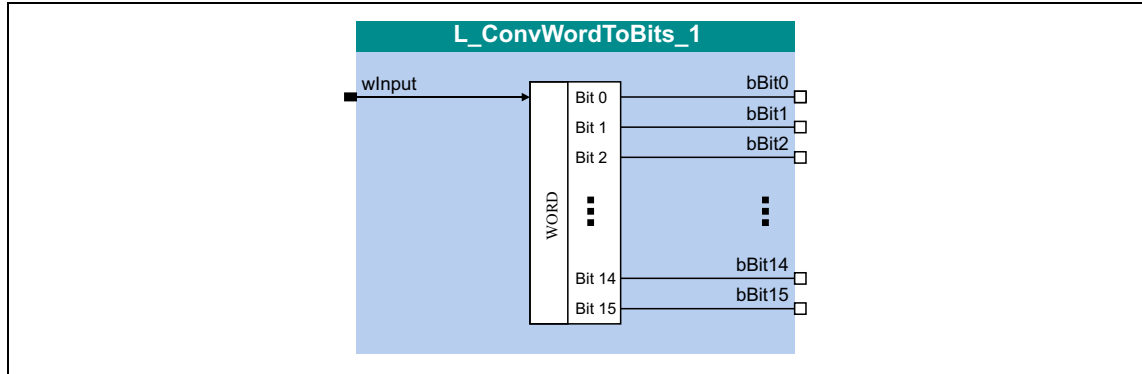 L_ConvWordToBits_1
wInput
WORD
Bit 0
bBit0
Bit 1
bBit1
Bit 2
bBit2
Bit 14
bBit14
Bit 15
bBit15